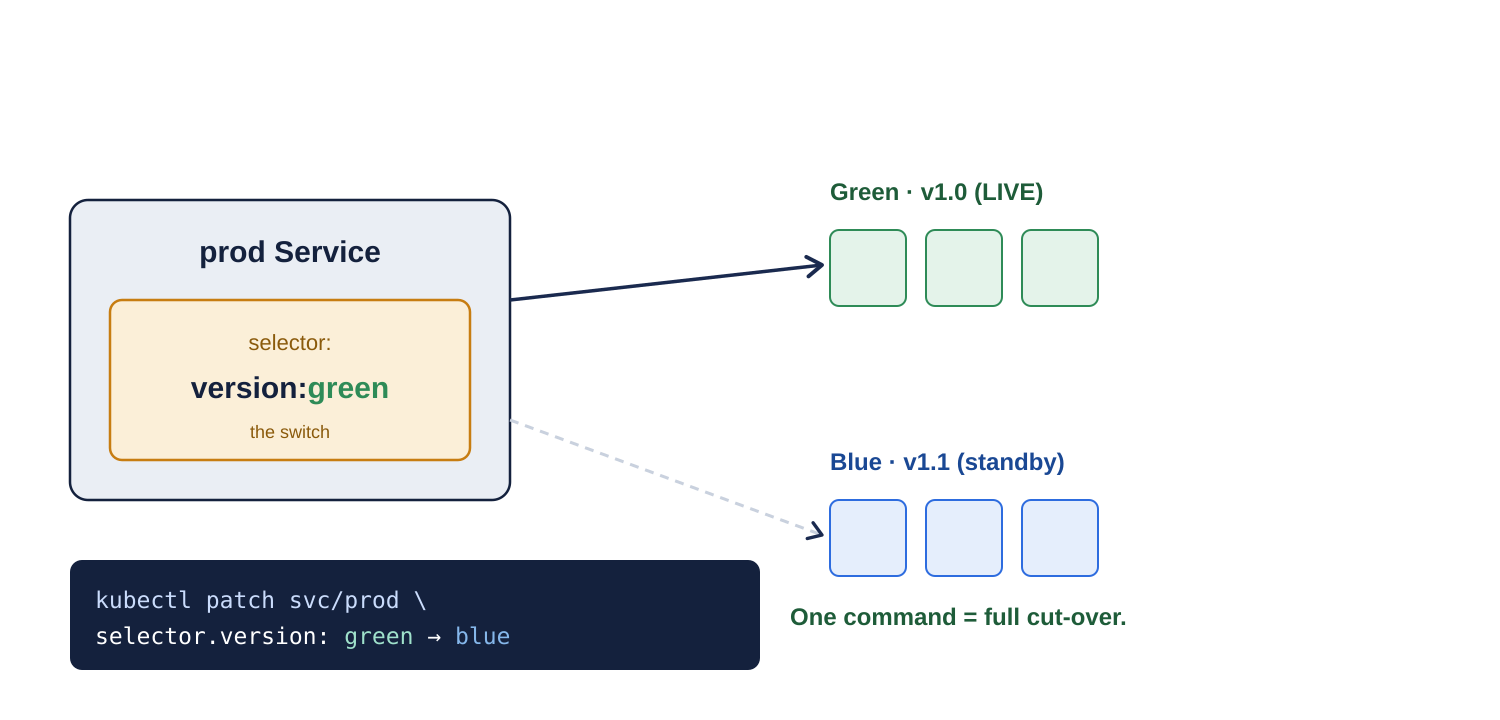 prod Service
selector:
version:green
the switch
Green · v1.0 (LIVE)
Blue · v1.1 (standby)
kubectl patch svc/prod \
selector.version: green → blue
One command = full cut-over.